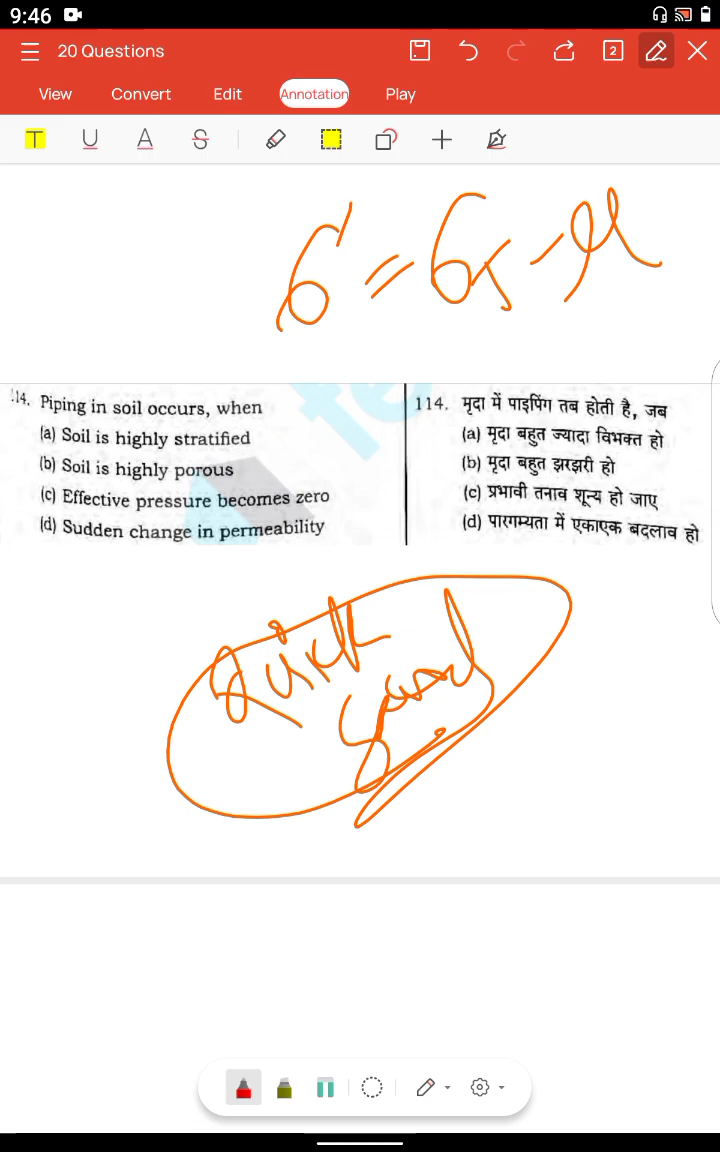 9:46
20 Questions
2
View Convert Edit Annotation Play
T U A S
σ' = σ - u
!14. Piping in soil occurs, when
(a) Soil is highly stratified
(b) Soil is highly porous
(c) Effective pressure becomes zero
(d) Sudden change in permeability
114. मृदा में पाइपिंग तब होती है, जब
(a) मृदा बहुत ज्यादा विभक्त हो
(b) मृदा बहुत झरझरी हो
(c) प्रभावी तनाव शून्य हो जाए
(d) पारगम्यता में एकाएक बदलाव हो
Quick
Sand